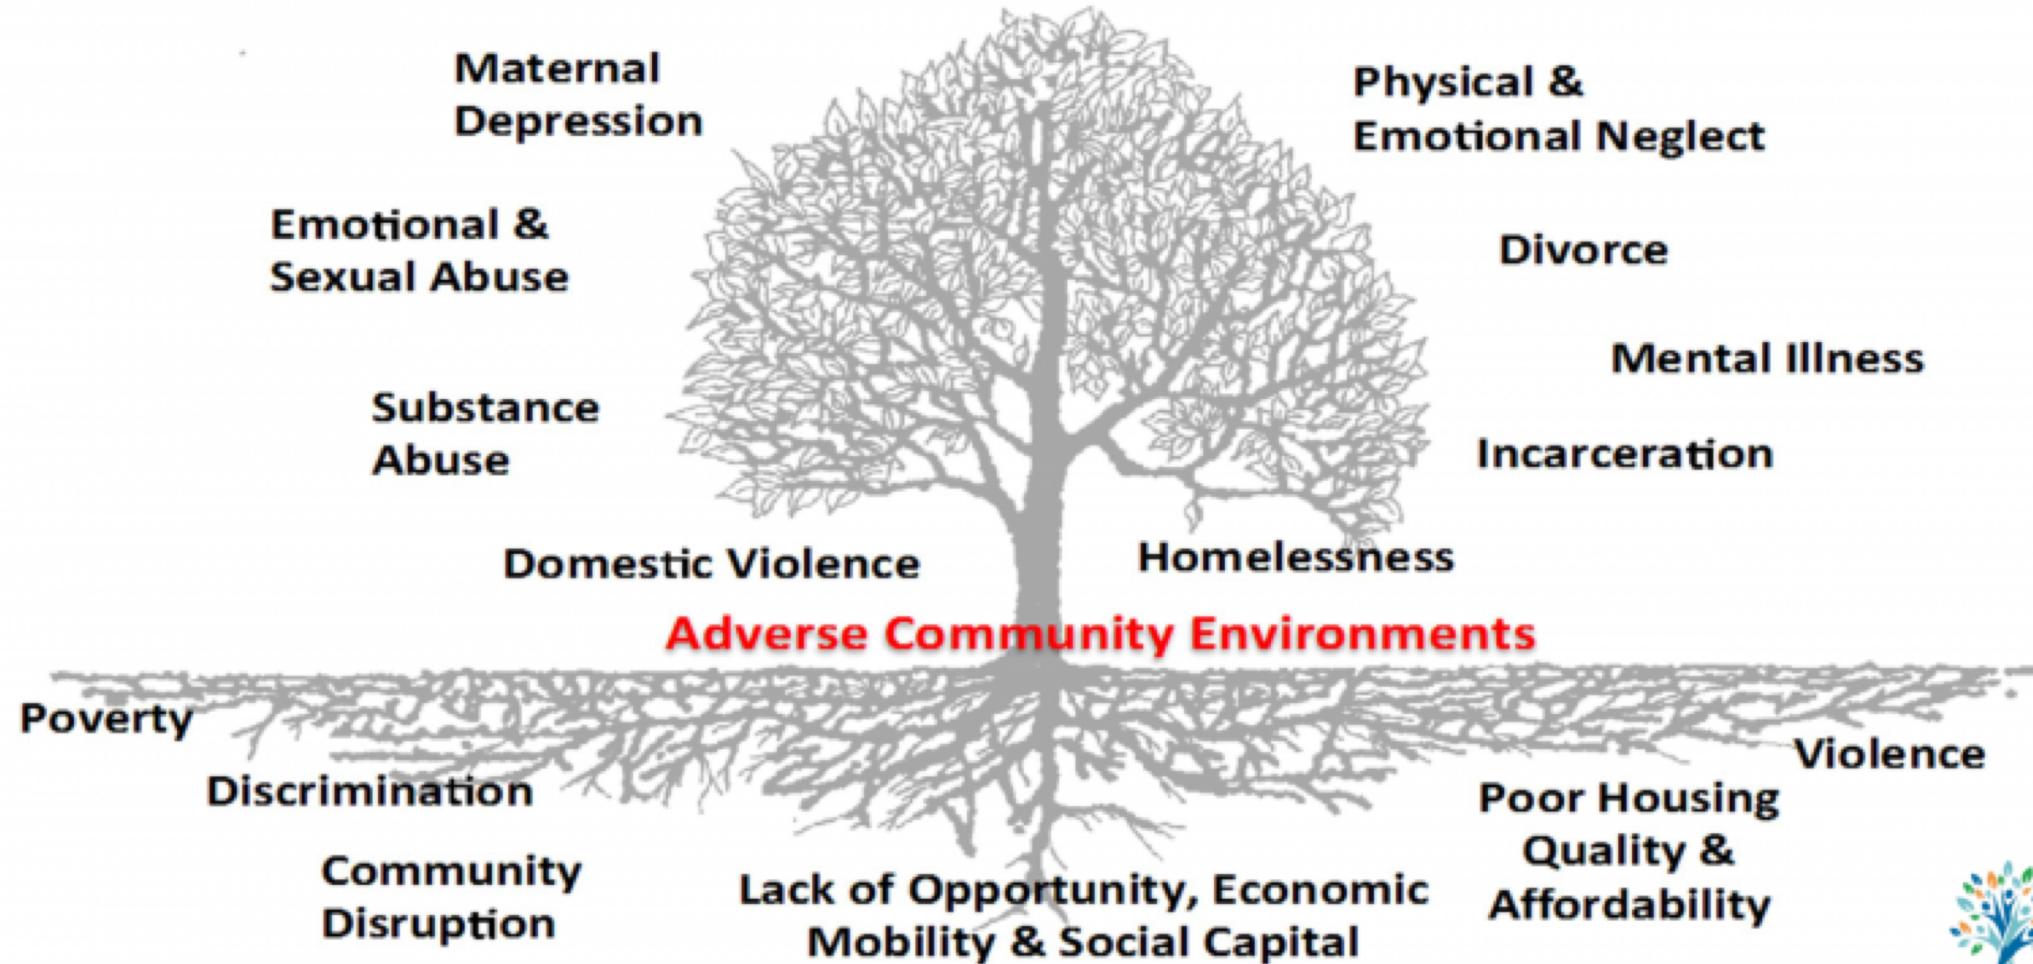 Maternal
Depression
Physical &
Emotional Neglect
Emotional &
Sexual Abuse
Divorce
Mental Illness
Substance
Abuse
Incarceration
Domestic Violence
Homelessness
Adverse Community Environments
Poverty
Violence
Discrimination
Poor Housing
Quality &
Affordability
Community
Disruption
Lack of Opportunity, Economic
Mobility & Social Capital